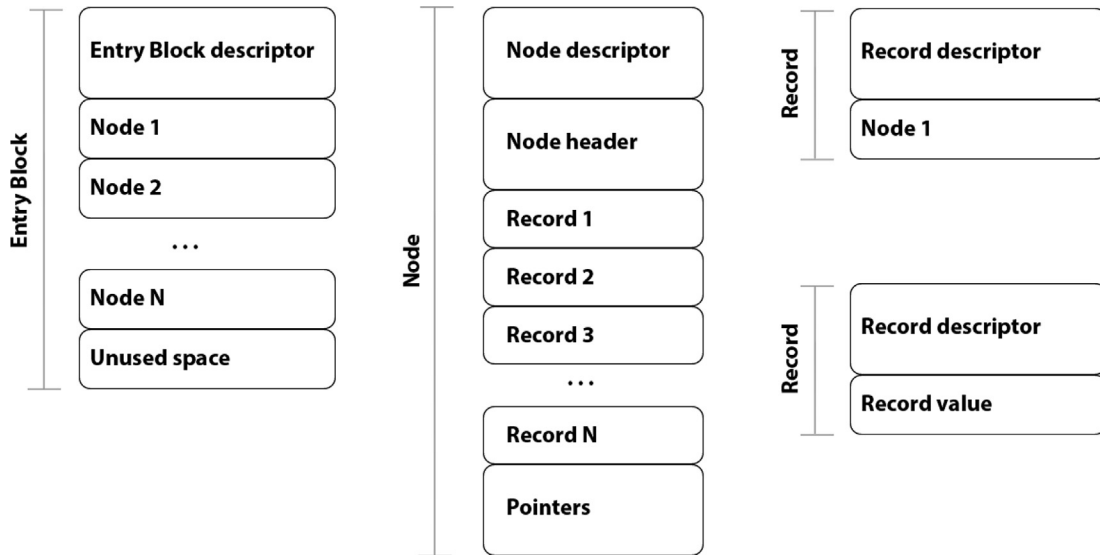 Entry Block
Entry Block descriptor
Node 1
Node 2
...
Node N
Unused space
Node
Node descriptor
Node header
Record 1
Record 2
Record 3
...
Record N
Pointers
Record
Record descriptor
Node 1
Record
Record descriptor
Record value